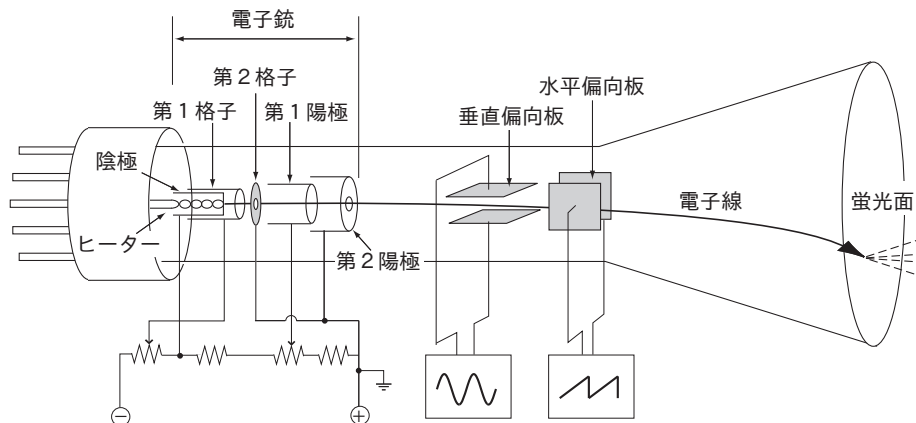 電子銃
第２格子
水平偏向板
第１格子
第１陽極
垂直偏向板
陰極
電子線
蛍光面
ヒーター
第２陽極